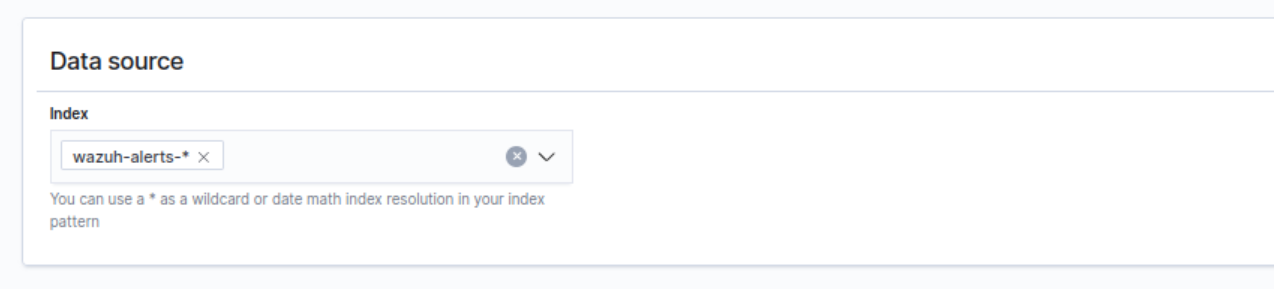 Data source
Index
wazuh-alerts-*
You can use a * as a wildcard or date math index resolution in your index
pattern